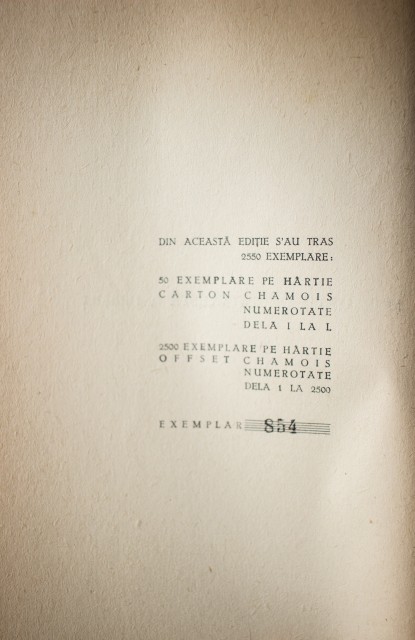 DIN ACEASTĂ EDIȚIE S'AU TRAS
2550 EXEMPLARE:
50 EXEMPLARE PE HÂRTIE
CARTON CHAMOIS
NUMEROTATE
DELA I LA L
2500 EXEMPLARE PE HÂRTIE
OFFSET CHAMOIS
NUMEROTATE
DELA 1 LA 2500
EXEMPLAR 854